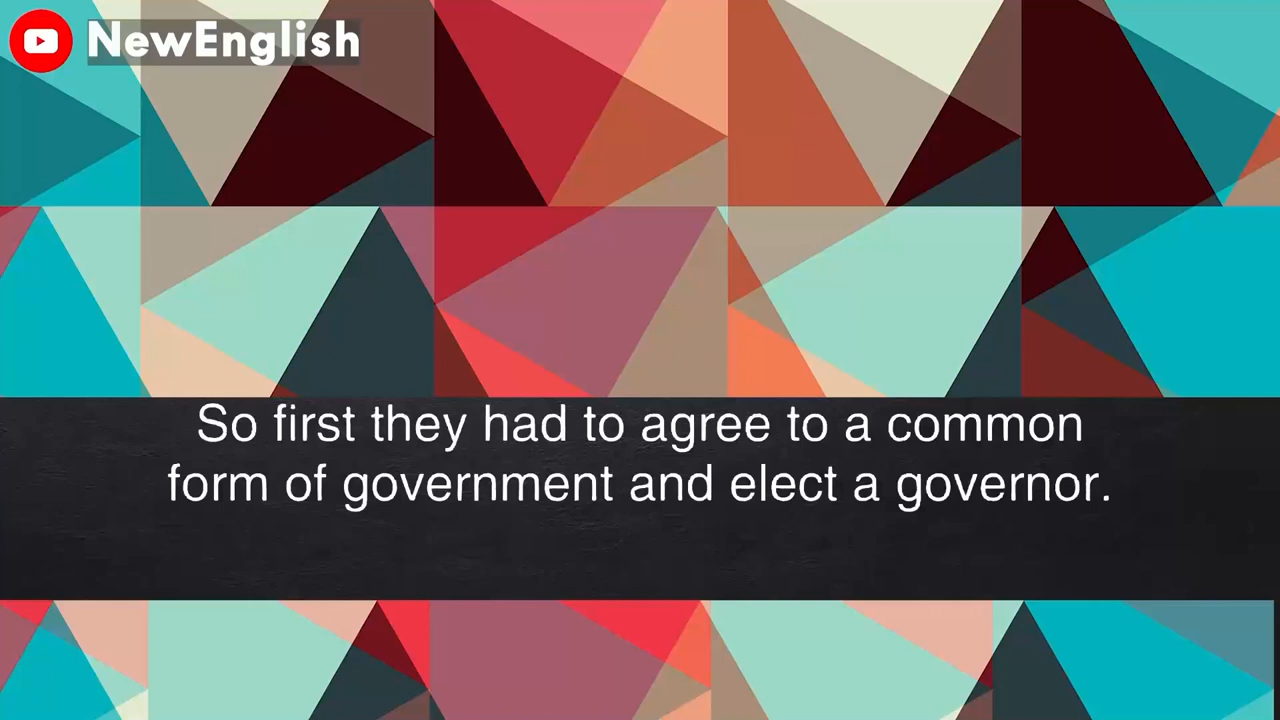 NewEnglish
So first they had to agree to a common
form of government and elect a governor.